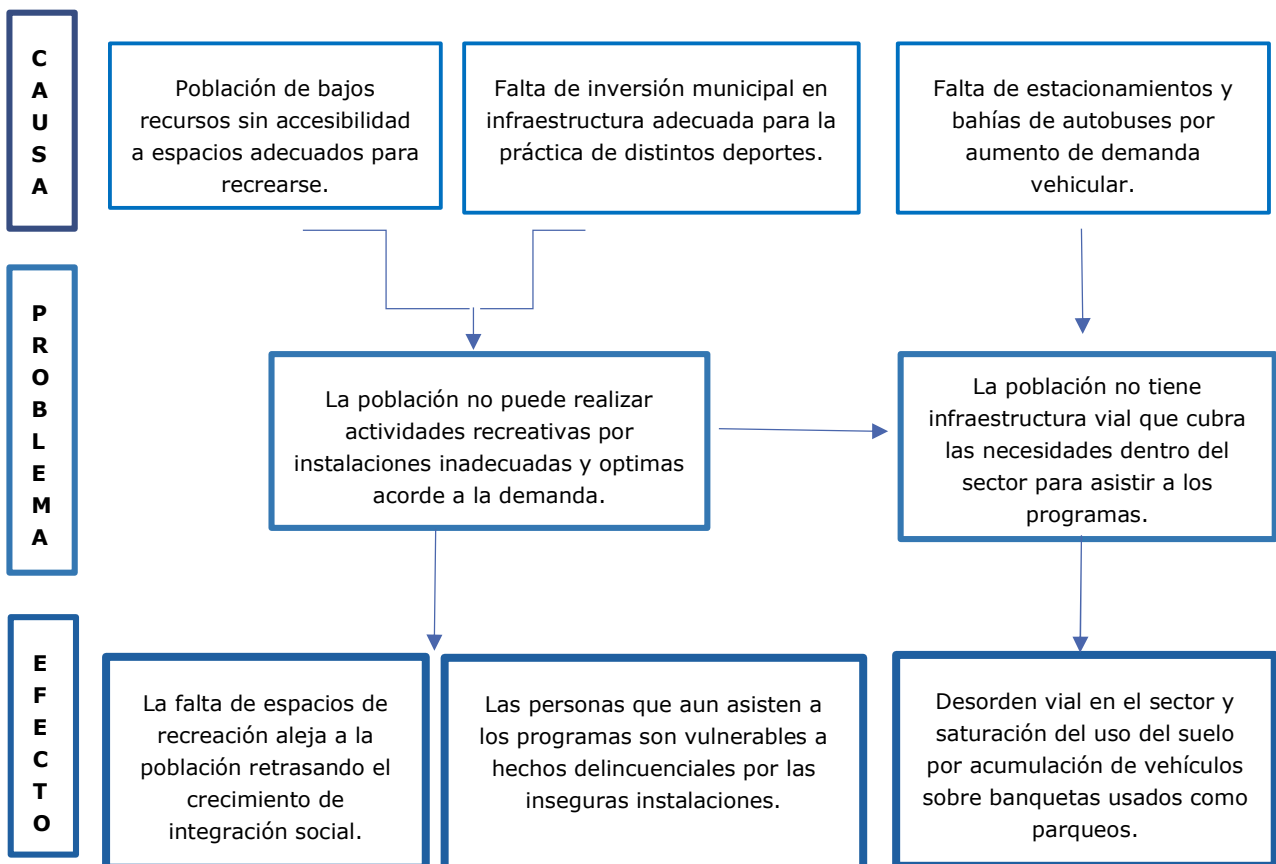 CAUSA
Población de bajos
recursos sin accesibilidad
a espacios adecuados para
recrearse.
Falta de inversión municipal en
infraestructura adecuada para la
práctica de distintos deportes.
Falta de estacionamientos y
bahías de autobuses por
aumento de demanda
vehicular.
PROBLEMA
La población no puede realizar
actividades recreativas por
instalaciones inadecuadas y optimas
acorde a la demanda.
La población no tiene
infraestructura vial que cubra
las necesidades dentro del
sector para asistir a los
programas.
EFECTO
La falta de espacios de
recreación aleja a la
población retrasando el
crecimiento de
integración social.
Las personas que aun asisten a
los programas son vulnerables a
hechos delincuenciales por las
inseguras instalaciones.
Desorden vial en el sector y
saturación del uso del suelo
por acumulación de vehículos
sobre banquetas usados como
parqueos.